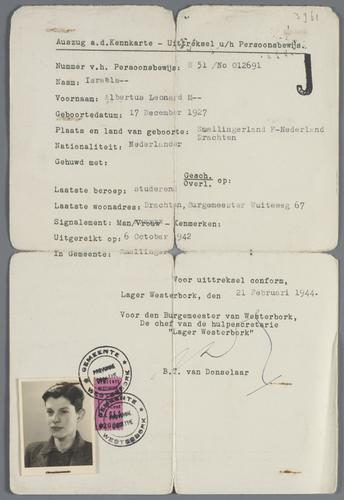 3961
Auszug a.d.Kennkarte - Uittreksel u/h Persoonsbewijs.
J
Nummer v.h. Persoonsbewijs: S 51 /No 012691
Naam: Israels--
Voornaam: Albertus Leonard M--
Geboortedatum: 17 December 1927
Plaats en land van geboorte: Smallingerland F-Nederland
Drachten
Nationaliteit: Nederlander
Gehuwd met:
Gesch.
Overl. op:
Laatste beroep: studerend
Laatste woonadres: Drachten, Burgemeester Wuiteweg 67
Signalement: Man/Vrouw - Kenmerken:
Uitgereikt op: 6 October 1942
In Gemeente:
Voor uittreksel conform,
Lager Westerbork, den 21 Februari 1944.
Voor den Burgemeester van Westerbork,
De chef van de hulpsecretarie
"Lager Westerbork"
B.T. van Donselaar
GEMEENTE
WESTERBORK
GEMEENTE
WESTERBORK